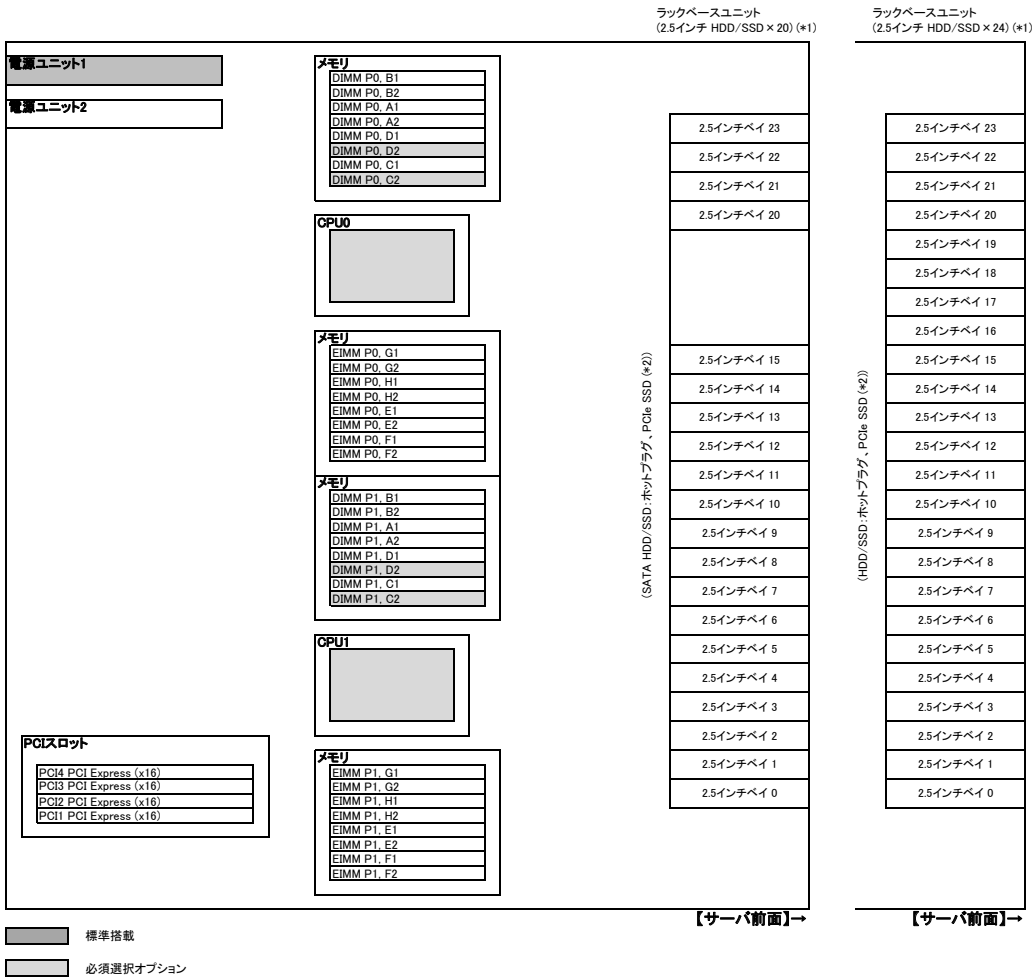 ラックベースユニット
(2.5インチ HDD/SSD×20)(*1)
ラックベースユニット
(2.5インチ HDD/SSD×24)(*1)
電源ユニット1
電源ユニット2
メモリ
DIMM P0, B1
DIMM P0, B2
DIMM P0, A1
DIMM P0, A2
DIMM P0, D1
DIMM P0, D2
DIMM P0, C1
DIMM P0, C2
CPU0
メモリ
EIMM P0, G1
EIMM P0, G2
EIMM P0, H1
EIMM P0, H2
EIMM P0, E1
EIMM P0, E2
EIMM P0, F1
EIMM P0, F2
メモリ
DIMM P1, B1
DIMM P1, B2
DIMM P1, A1
DIMM P1, A2
DIMM P1, D1
DIMM P1, D2
DIMM P1, C1
DIMM P1, C2
CPU1
メモリ
EIMM P1, G1
EIMM P1, G2
EIMM P1, H1
EIMM P1, H2
EIMM P1, E1
EIMM P1, E2
EIMM P1, F1
EIMM P1, F2
PCIスロット
PCI4 PCI Express (x16)
PCI3 PCI Express (x16)
PCI2 PCI Express (x16)
PCI1 PCI Express (x16)
(SATA HDD/SSD:ホットプラグ、PCIe SSD (*2))
2.5インチベイ 23
2.5インチベイ 22
2.5インチベイ 21
2.5インチベイ 20
2.5インチベイ 15
2.5インチベイ 14
2.5インチベイ 13
2.5インチベイ 12
2.5インチベイ 11
2.5インチベイ 10
2.5インチベイ 9
2.5インチベイ 8
2.5インチベイ 7
2.5インチベイ 6
2.5インチベイ 5
2.5インチベイ 4
2.5インチベイ 3
2.5インチベイ 2
2.5インチベイ 1
2.5インチベイ 0
【サーバ前面】→
(HDD/SSD:ホットプラグ、PCIe SSD (*2))
2.5インチベイ 23
2.5インチベイ 22
2.5インチベイ 21
2.5インチベイ 20
2.5インチベイ 19
2.5インチベイ 18
2.5インチベイ 17
2.5インチベイ 16
2.5インチベイ 15
2.5インチベイ 14
2.5インチベイ 13
2.5インチベイ 12
2.5インチベイ 11
2.5インチベイ 10
2.5インチベイ 9
2.5インチベイ 8
2.5インチベイ 7
2.5インチベイ 6
2.5インチベイ 5
2.5インチベイ 4
2.5インチベイ 3
2.5インチベイ 2
2.5インチベイ 1
2.5インチベイ 0
【サーバ前面】→
標準搭載
必須選択オプション